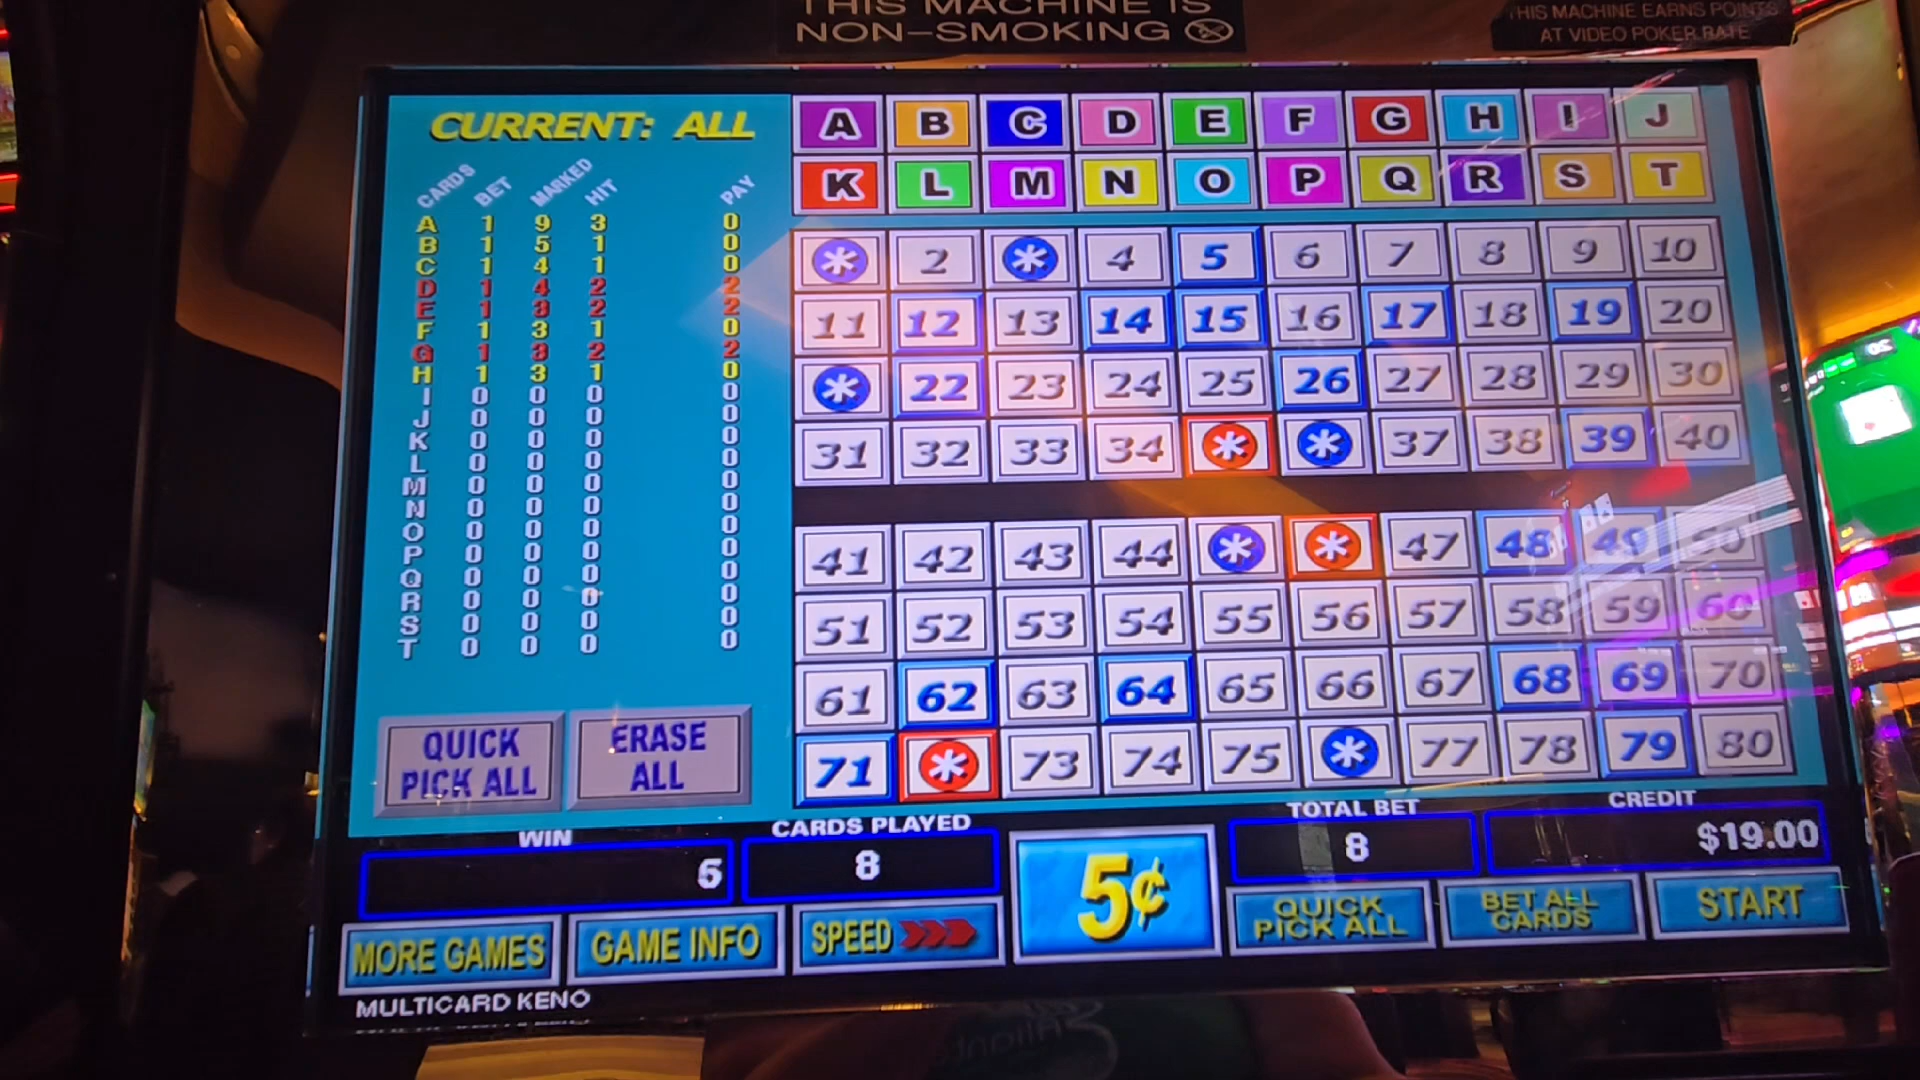 THIS MACHINE IS
NON-SMOKING
THIS MACHINE EARNS POINTS
AT VIDEO POKER RATE
CURRENT: ALL
CARDS BET MARKED HIT PAY
A 1 9 3 0
B 1 5 1 0
C 1 4 1 0
D 1 4 2 2
E 1 3 2 2
F 1 3 1 0
G 1 3 2 2
H 1 3 1 0
I 0 0 0 0
J 0 0 0 0
K 0 0 0 0
L 0 0 0 0
M 0 0 0 0
N 0 0 0 0
O 0 0 0 0
P 0 0 0 0
Q 0 0 0 0
R 0 0 0 0
S 0 0 0 0
T 0 0 0 0
QUICK
PICK ALL
ERASE
ALL
A B C D E F G H I J
K L M N O P Q R S T
* 2 * 4 5 6 7 8 9 10
11 12 13 14 15 16 17 18 19 20
* 22 23 24 25 26 27 28 29 30
31 32 33 34 * * 37 38 39 40
41 42 43 44 * * 47 48 49 50
51 52 53 54 55 56 57 58 59 60
61 62 63 64 65 66 67 68 69 70
71 * 73 74 75 * 77 78 79 80
WIN
5
CARDS PLAYED
8
5¢
TOTAL BET
8
CREDIT
$19.00
MORE GAMES
GAME INFO
SPEED
QUICK
PICK ALL
BET ALL
CARDS
START
MULTICARD KENO